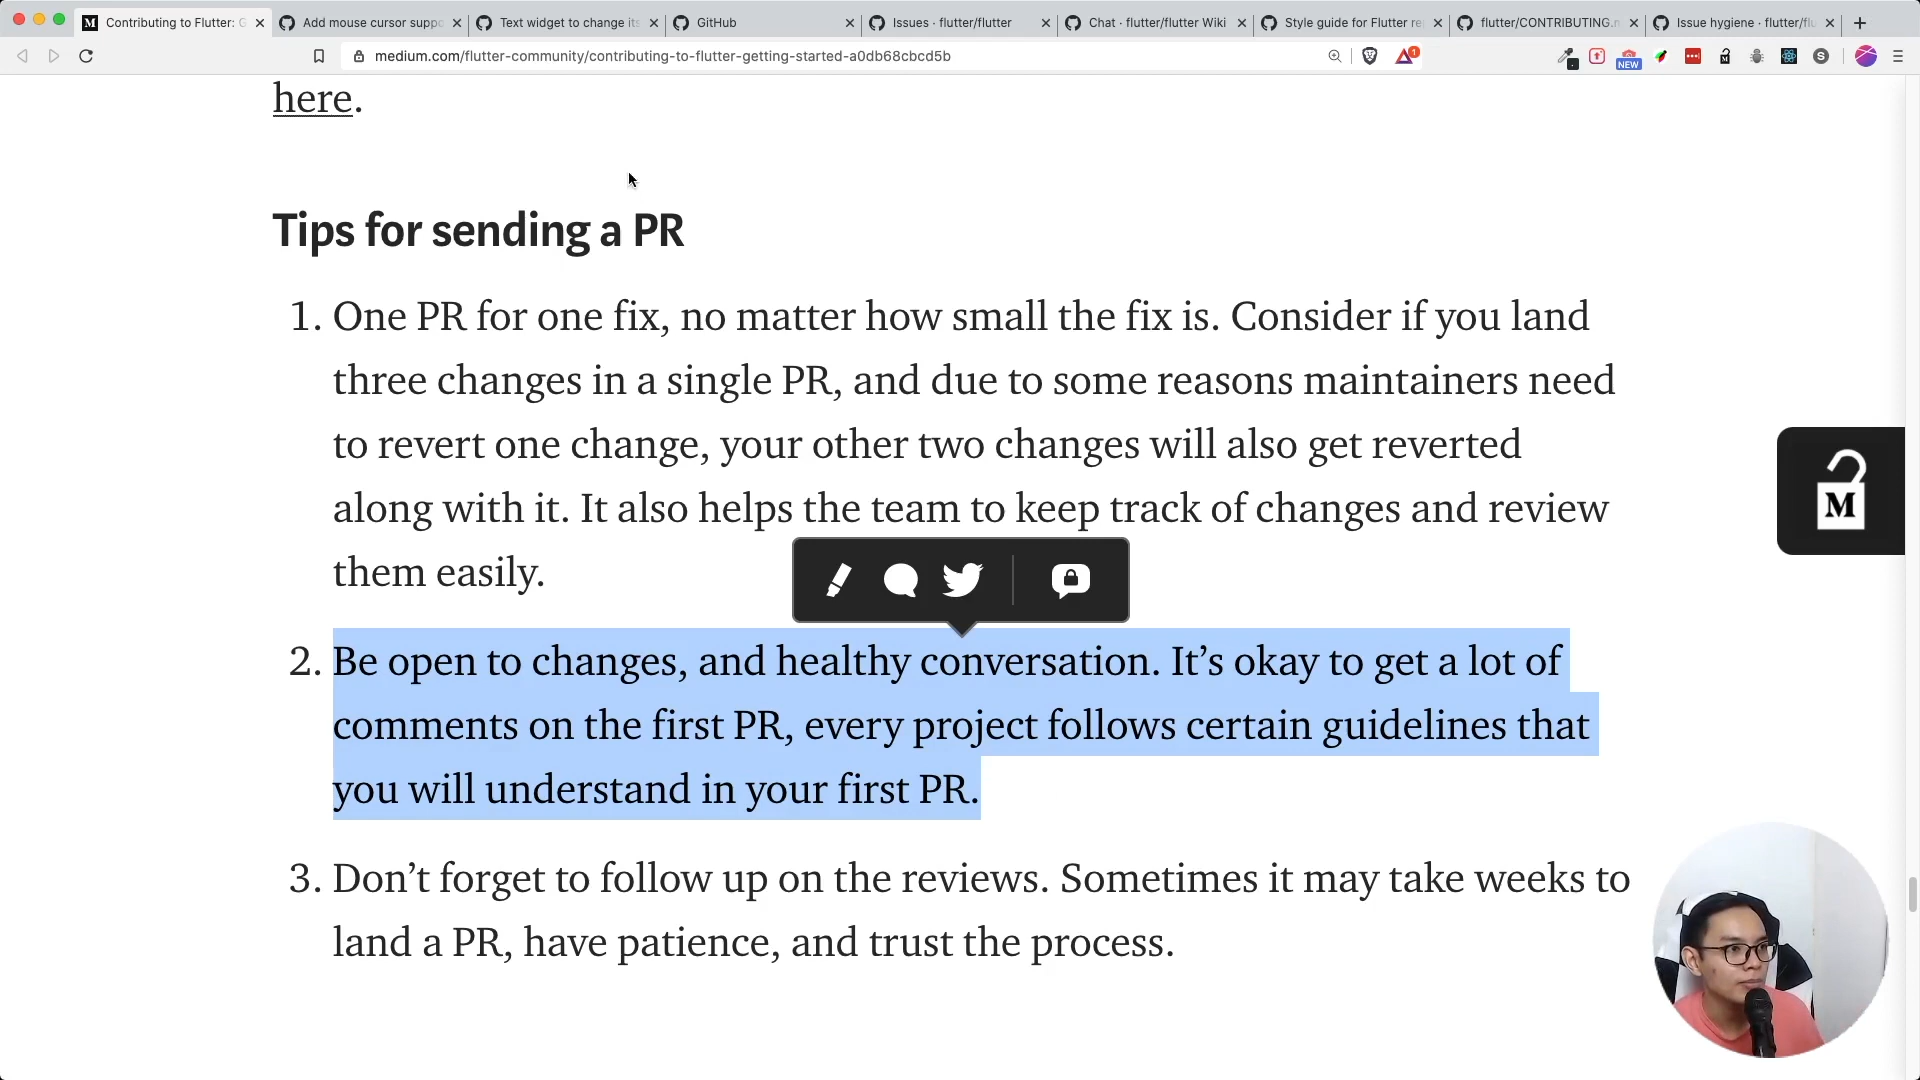 Contributing to Flutter: G
Add mouse cursor suppo
Text widget to change its
GitHub
Issues · flutter/flutter
Chat · flutter/flutter Wiki
Style guide for Flutter re
flutter/CONTRIBUTING.m
Issue hygiene · flutter/flu
medium.com/flutter-community/contributing-to-flutter-getting-started-a0db68cbcd5b
1
NEW
S
here.
Tips for sending a PR
1. One PR for one fix, no matter how small the fix is. Consider if you land
three changes in a single PR, and due to some reasons maintainers need
to revert one change, your other two changes will also get reverted
along with it. It also helps the team to keep track of changes and review
them easily.
M
2. Be open to changes, and healthy conversation. It’s okay to get a lot of
comments on the first PR, every project follows certain guidelines that
you will understand in your first PR.
3. Don’t forget to follow up on the reviews. Sometimes it may take weeks to
land a PR, have patience, and trust the process.